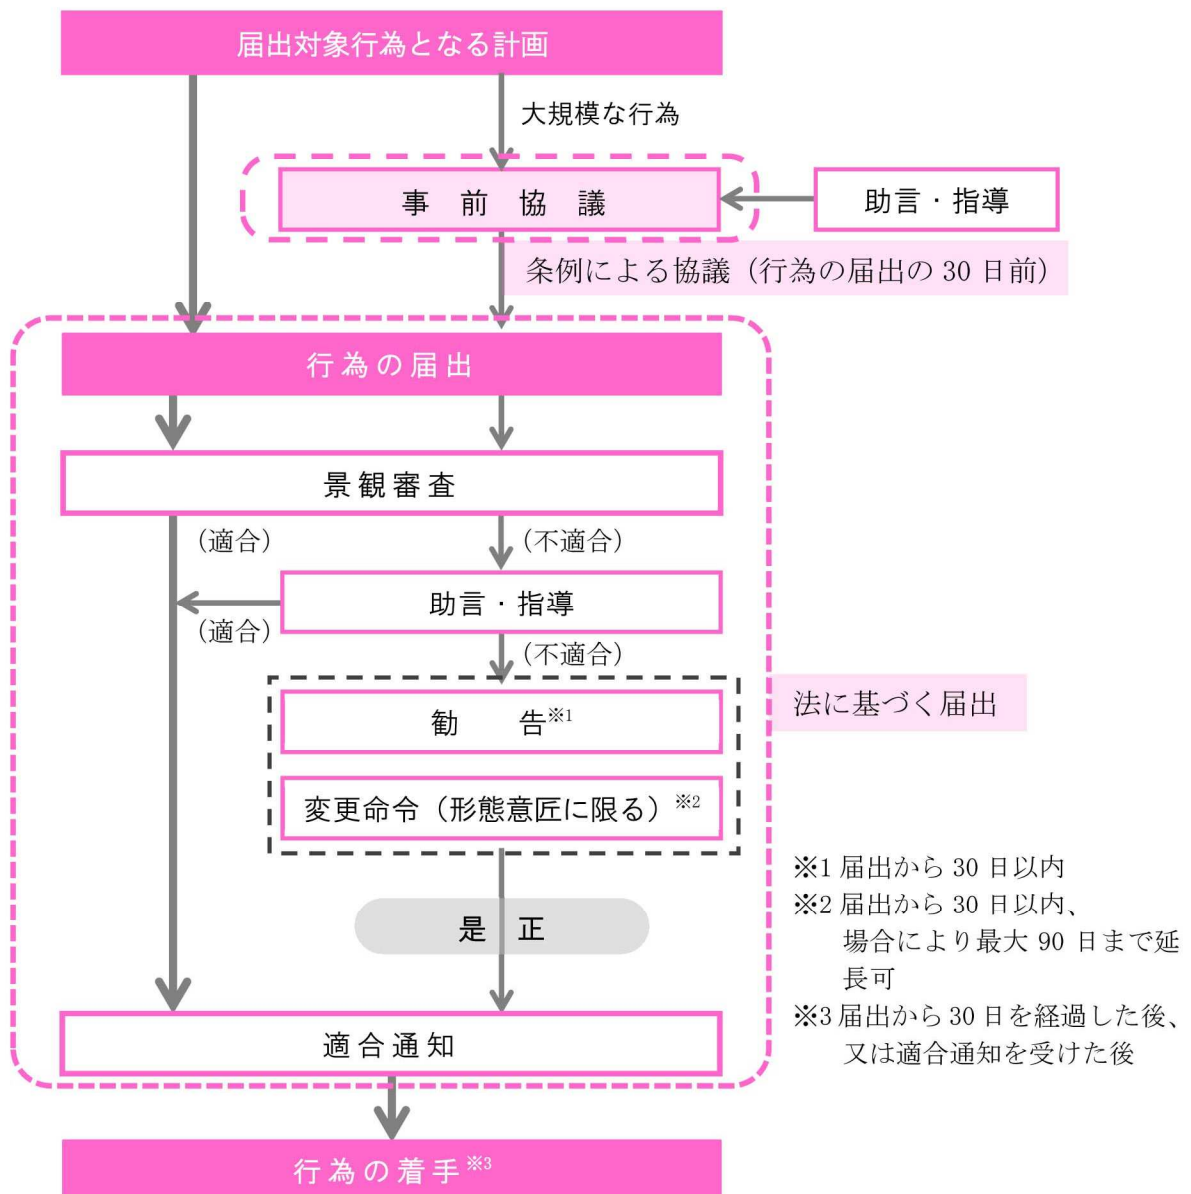 届出対象行為となる計画
大規模な行為
事前協議
助言・指導
条例による協議（行為の届出の 30 日前）
行為の届出
景観審査
（適合）
（不適合）
助言・指導
（適合）
（不適合）
勧　　告※1
法に基づく届出
変更命令（形態意匠に限る）※2
是　正
※1 届出から 30 日以内
※2 届出から 30 日以内、
場合により最大 90 日まで延
長可
※3 届出から 30 日を経過した後、
又は適合通知を受けた後
適合通知
行為の着手※3